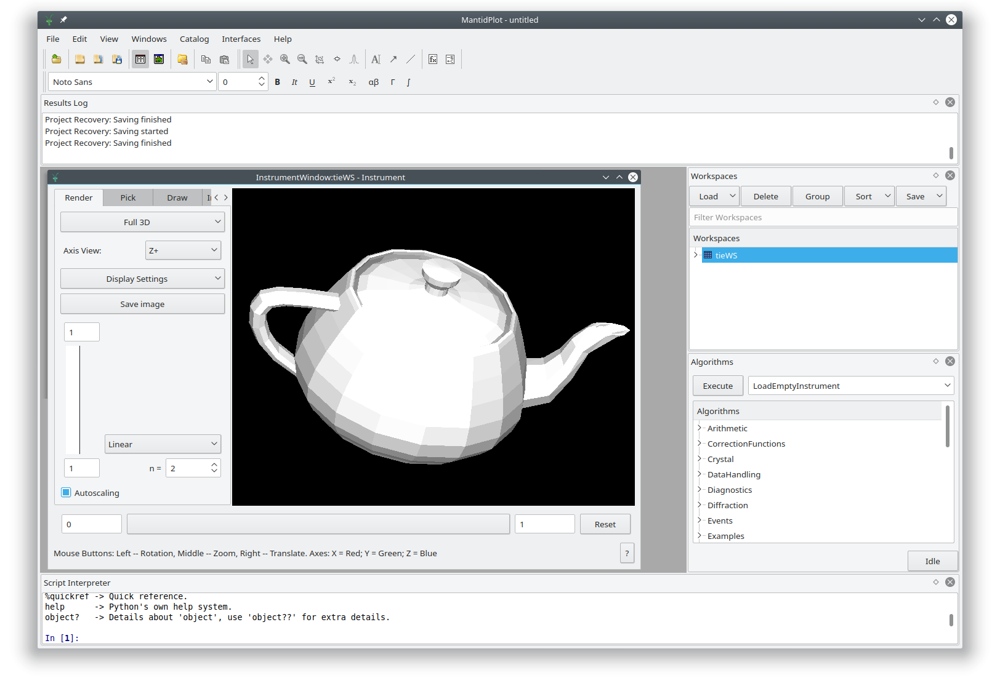 MantidPlot - untitled
File Edit View Windows Catalog Interfaces Help
Noto Sans 0 B It U x² x₂ αβ Γ ∫
Results Log
Project Recovery: Saving finished
Project Recovery: Saving started
Project Recovery: Saving finished
InstrumentWindow:tieWS - Instrument
Render Pick Draw
Full 3D
Axis View: Z+
Display Settings
Save image
1
Linear
1 n = 2
Autoscaling
0 1 Reset
Mouse Buttons: Left -- Rotation, Middle -- Zoom, Right -- Translate. Axes: X = Red; Y = Green; Z = Blue ?
Workspaces
Load Delete Group Sort Save
Filter Workspaces
Workspaces
tieWS
Algorithms
Execute LoadEmptyInstrument
Algorithms
Arithmetic
CorrectionFunctions
Crystal
DataHandling
Diagnostics
Diffraction
Events
Examples
Idle
Script Interpreter
%quickref -> Quick reference.
help      -> Python's own help system.
object?   -> Details about 'object', use 'object??' for extra details.
In [1]: